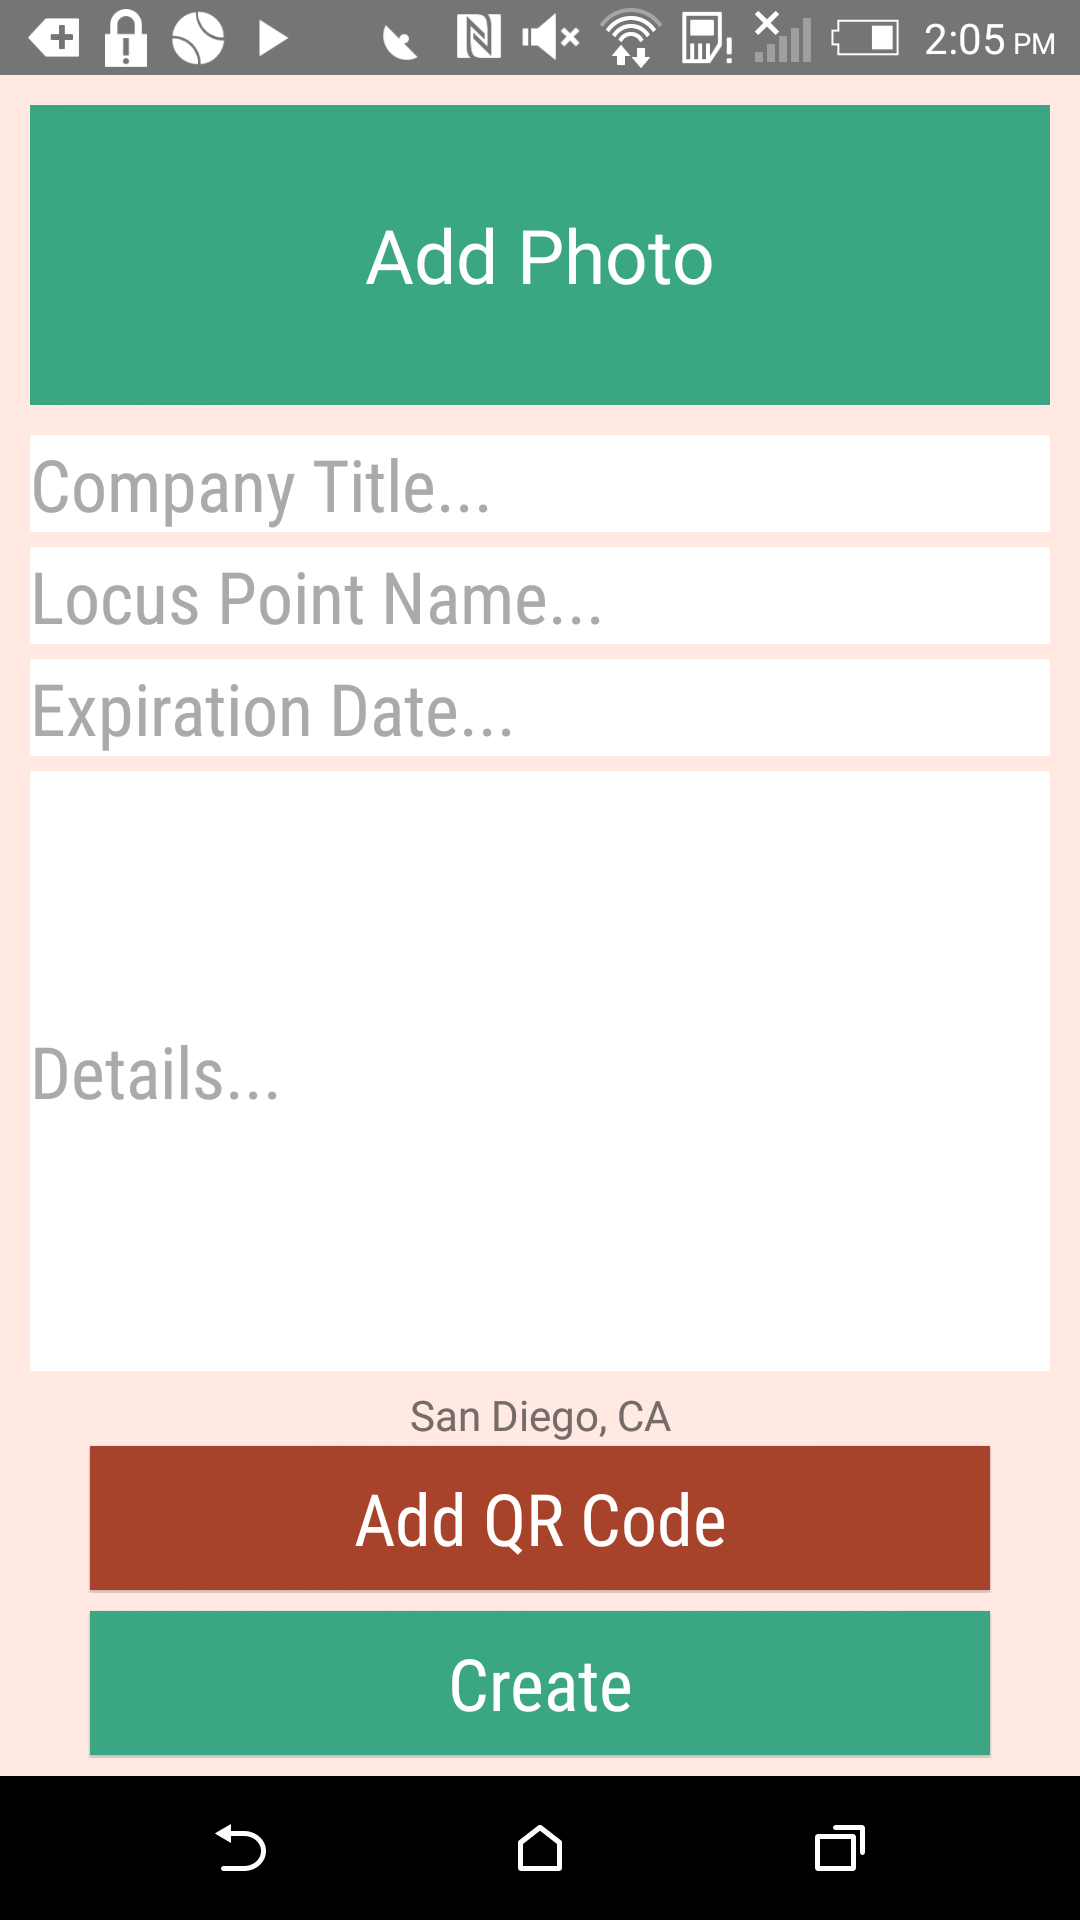 2:05 PM
Add Photo
Company Title...
Locus Point Name...
Expiration Date...
Details...
San Diego, CA
Add QR Code
Create